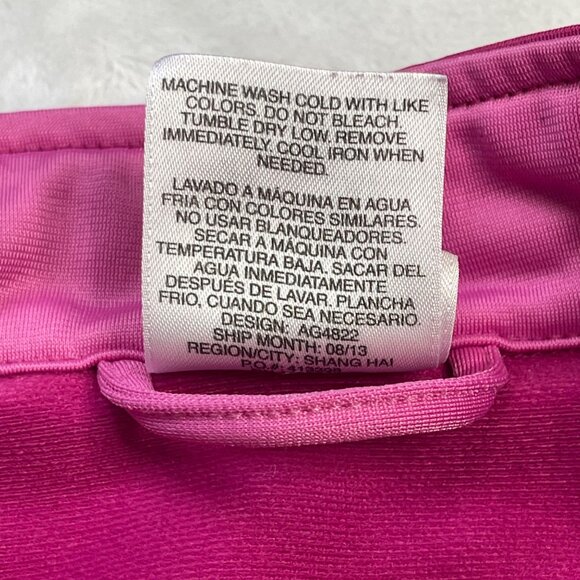 MACHINE WASH COLD WITH LIKE
COLORS. DO NOT BLEACH.
TUMBLE DRY LOW. REMOVE
IMMEDIATELY, COOL IRON WHEN
NEEDED.
LAVADO A MÁQUINA EN AGUA
FRIA CON COLORES SIMILARES.
NO USAR BLANQUEADORES.
SECAR A MÁQUINA CON
TEMPERATURA BAJA. SACAR DEL
AGUA INMEDIATAMENTE
DESPUÉS DE LAVAR. PLANCHA
FRIO, CUANDO SEA NECESARIO.
DESIGN: AG4822
SHIP MONTH: 08/13
REGION/CITY: SHANG HAI
P.O.#: